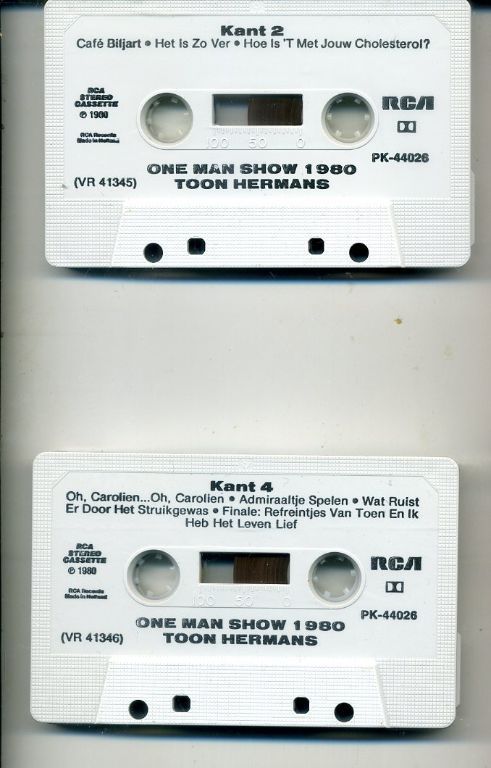 Kant 2
Café Biljart • Het Is Zo Ver • Hoe Is 'T Met Jouw Cholesterol?
RCA
STEREO
CASSETTE
℗ 1980
RCA Records
Made in Holland
100 50 0
RCA
PK-44026
ONE MAN SHOW 1980
(VR 41345) TOON HERMANS
Kant 4
Oh, Carolien...Oh, Carolien • Admiraaltje Spelen • Wat Ruist
Er Door Het Struikgewas • Finale: Refreintjes Van Toen En Ik
Heb Het Leven Lief
RCA
STEREO
CASSETTE
℗ 1980
RCA Records
Made in Holland
100 50 0
RCA
PK-44026
ONE MAN SHOW 1980
(VR 41346) TOON HERMANS